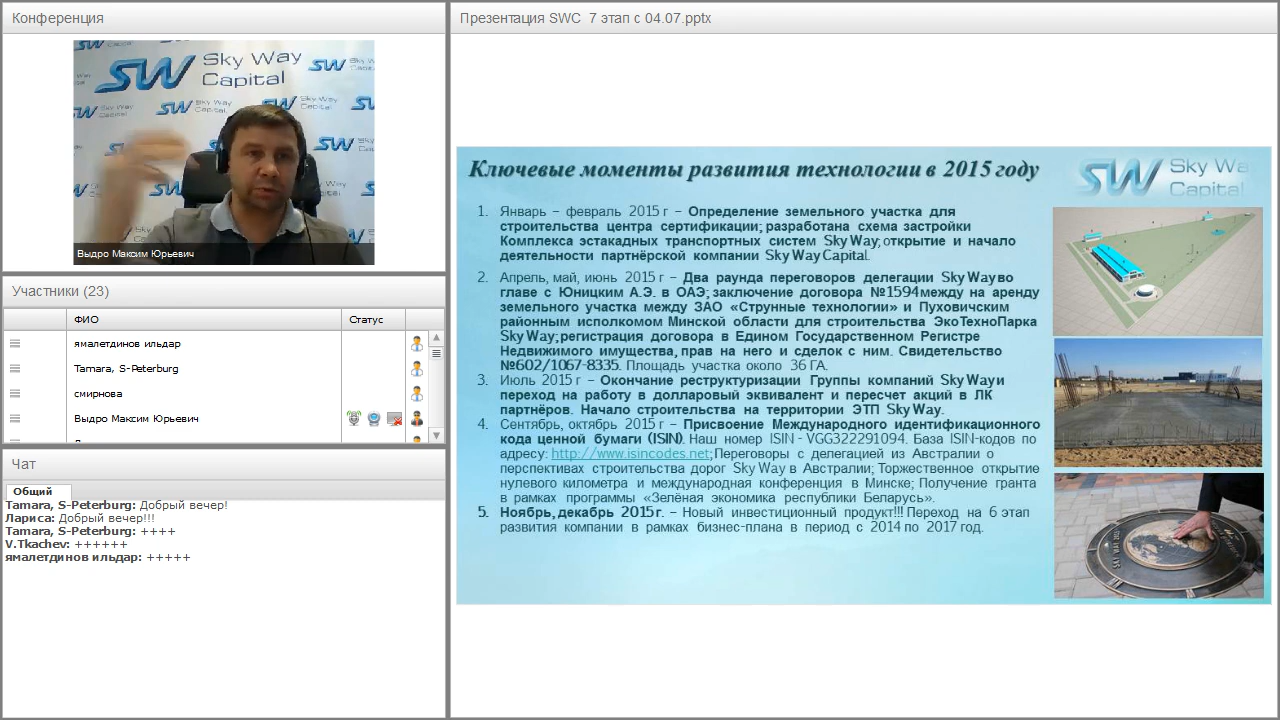 Конференция
Sky Way
Capital
SW
Выдро Максим Юрьевич
Участники (23)
ФИО
Статус
ямалетдинов ильдар
Tamara, S-Peterburg
смирнова
Выдро Максим Юрьевич
Чат
Общий
Tamara, S-Peterburg: Добрый вечер!
Лариса: Добрый вечер!!!
Tamara, S-Peterburg: ++++
V.Tkachev: ++++++
ямалетдинов ильдар: +++++
Презентация SWC 7 этап с 04.07.pptx
Ключевые моменты развития технологии в 2015 году
SW Sky Way
Capital
1. Январь – февраль 2015 г – Определение земельного участка для
строительства центра сертификации; разработана схема застройки
Комплекса эстакадных транспортных систем Sky Way; открытие и начало
деятельности партнёрской компании Sky Way Capital.
2. Апрель, май, июнь 2015 г – Два раунда переговоров делегации Sky Way во
главе с Юницким А.Э. в ОАЭ; заключение договора №1594 между на аренду
земельного участка между ЗАО «Струнные технологии» и Пуховичским
районным исполкомом Минской области для строительства ЭкоТехноПарка
Sky Way; регистрация договора в Едином Государственном Регистре
Недвижимого имущества, прав на него и сделок с ним. Свидетельство
№602/1067-8335. Площадь участка около 36 ГА.
3. Июль 2015 г – Окончание реструктуризации Группы компаний Sky Way и
переход на работу в долларовый эквивалент и пересчет акций в ЛК
партнёров. Начало строительства на территории ЭТП Sky Way.
4. Сентябрь, октябрь 2015 г – Присвоение Международного идентификационного
кода ценной бумаги (ISIN). Наш номер ISIN - VGG322291094. База ISIN-кодов по
адресу: http://www.isincodes.net; Переговоры с делегацией из Австралии о
перспективах строительства дорог Sky Way в Австралии; Торжественное открытие
нулевого километра и международная конференция в Минске; Получение гранта
в рамках программы «Зелёная экономика республики Беларусь».
5. Ноябрь, декабрь 2015 г. – Новый инвестиционный продукт!!! Переход на 6 этап
развития компании в рамках бизнес-плана в период с 2014 по 2017 год.